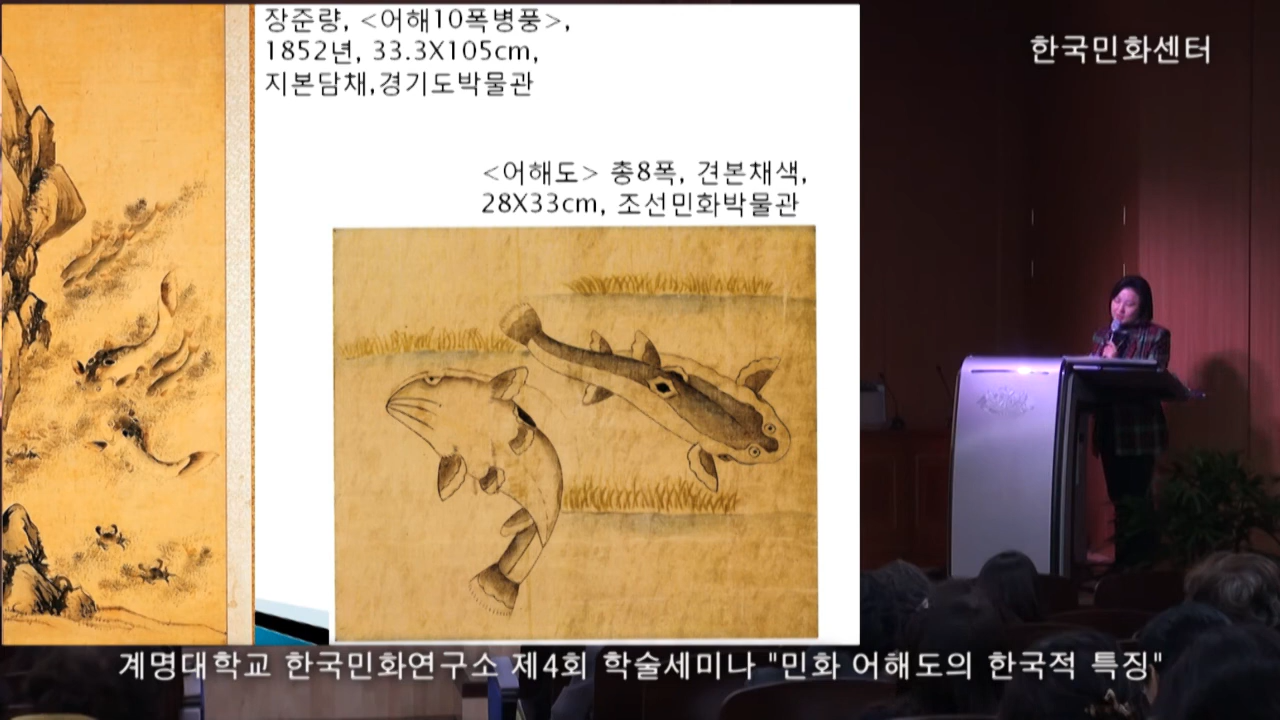 장준량, <어해10폭병풍>,
1852년, 33.3X105cm,
지본담채,경기도박물관
한국민화센터
<어해도> 총8폭, 견본채색,
28X33cm, 조선민화박물관
계명대학교 한국민화연구소 제4회 학술세미나 "민화 어해도의 한국적 특징"